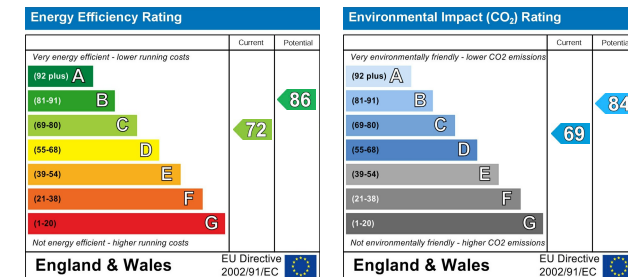 Energy Efficiency Rating
Current Potential
Very energy efficient - lower running costs
(92 plus) A
(81-91) B 86
(69-80) C 72
(55-68) D
(39-54) E
(21-38) F
(1-20) G
Not energy efficient - higher running costs
England & Wales EU Directive 2002/91/EC
Environmental Impact (CO₂) Rating
Current Potential
Very environmentally friendly - lower CO2 emissions
(92 plus) A
(81-91) B 84
(69-80) C 69
(55-68) D
(39-54) E
(21-38) F
(1-20) G
Not environmentally friendly - higher CO2 emissions
England & Wales EU Directive 2002/91/EC